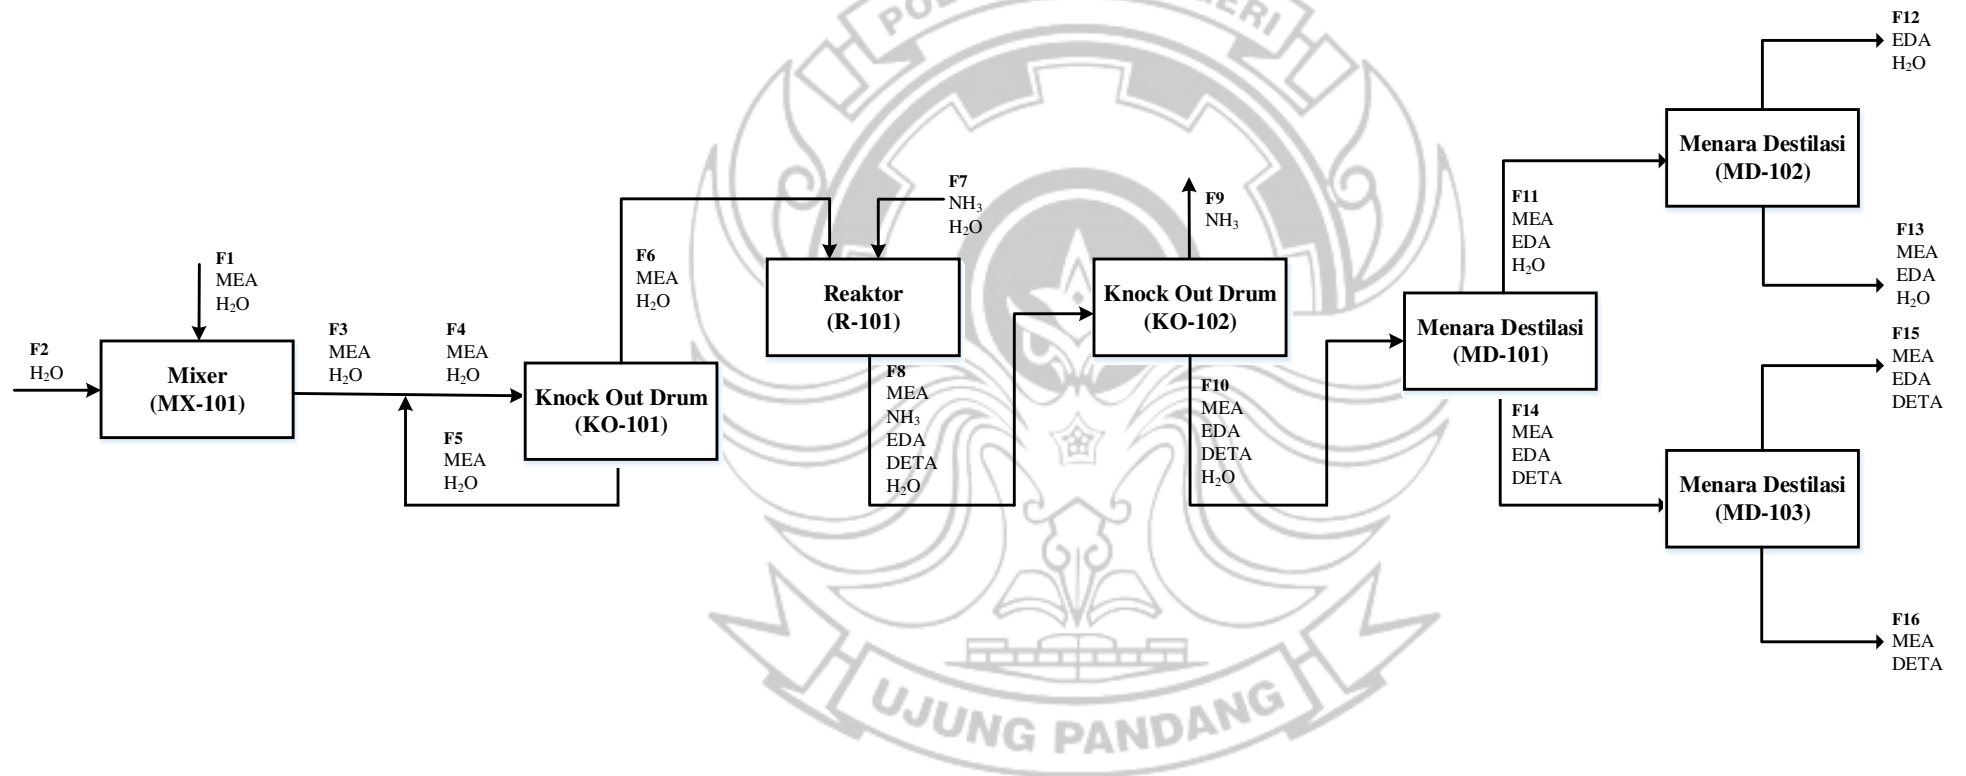 POL
ERI
F1
MEA
H₂O
F2
H₂O
Mixer
(MX-101)
F3
MEA
H₂O
F4
MEA
H₂O
F5
MEA
H₂O
Knock Out Drum
(KO-101)
F6
MEA
H₂O
F7
NH₃
H₂O
Reaktor
(R-101)
F8
MEA
NH₃
EDA
DETA
H₂O
F9
NH₃
Knock Out Drum
(KO-102)
F10
MEA
EDA
DETA
H₂O
Menara Destilasi
(MD-101)
F11
MEA
EDA
H₂O
F12
EDA
H₂O
Menara Destilasi
(MD-102)
F13
MEA
EDA
H₂O
F14
MEA
EDA
DETA
F15
MEA
EDA
DETA
Menara Destilasi
(MD-103)
F16
MEA
DETA
UJUNG PANDANG